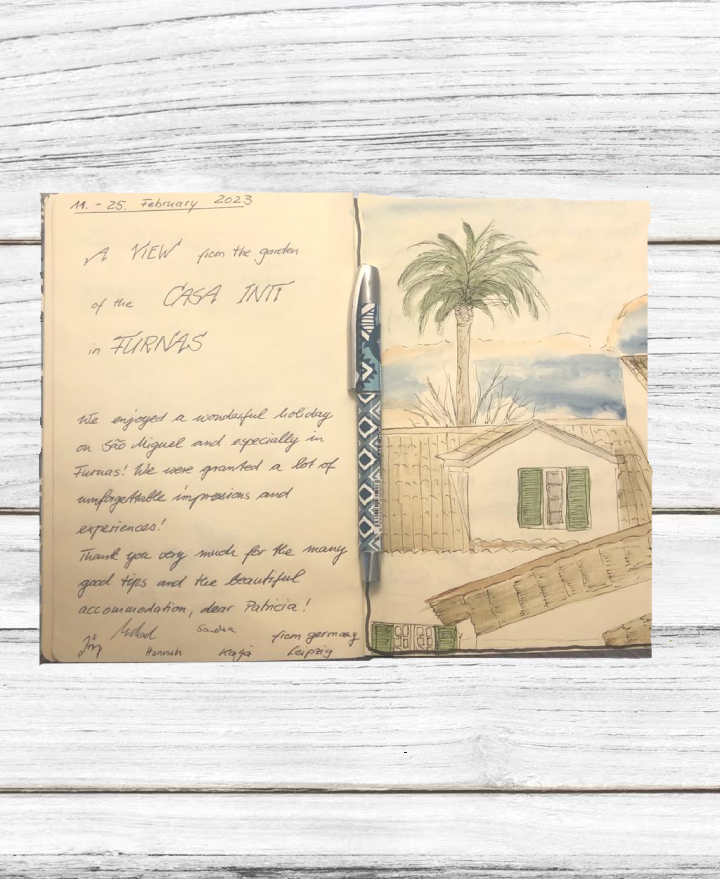 11. - 25. February 2023
A VIEW from the garden
of the CASA INTI
in FURNAS
We enjoyed a wonderful holiday
on São Miguel and especially in
Furnas! We were granted a lot of
unforgettable impressions and
experiences!
Thank you very much for the many
good tips and the beautiful
accommodation, dear Patricia!
Sandra from germany
Jörg Hannah Kaja Leipzig